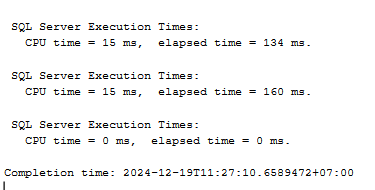 SQL Server Execution Times:
CPU time = 15 ms,  elapsed time = 134 ms.
SQL Server Execution Times:
CPU time = 15 ms,  elapsed time = 160 ms.
SQL Server Execution Times:
CPU time = 0 ms,  elapsed time = 0 ms.
Completion time: 2024-12-19T11:27:10.6589472+07:00